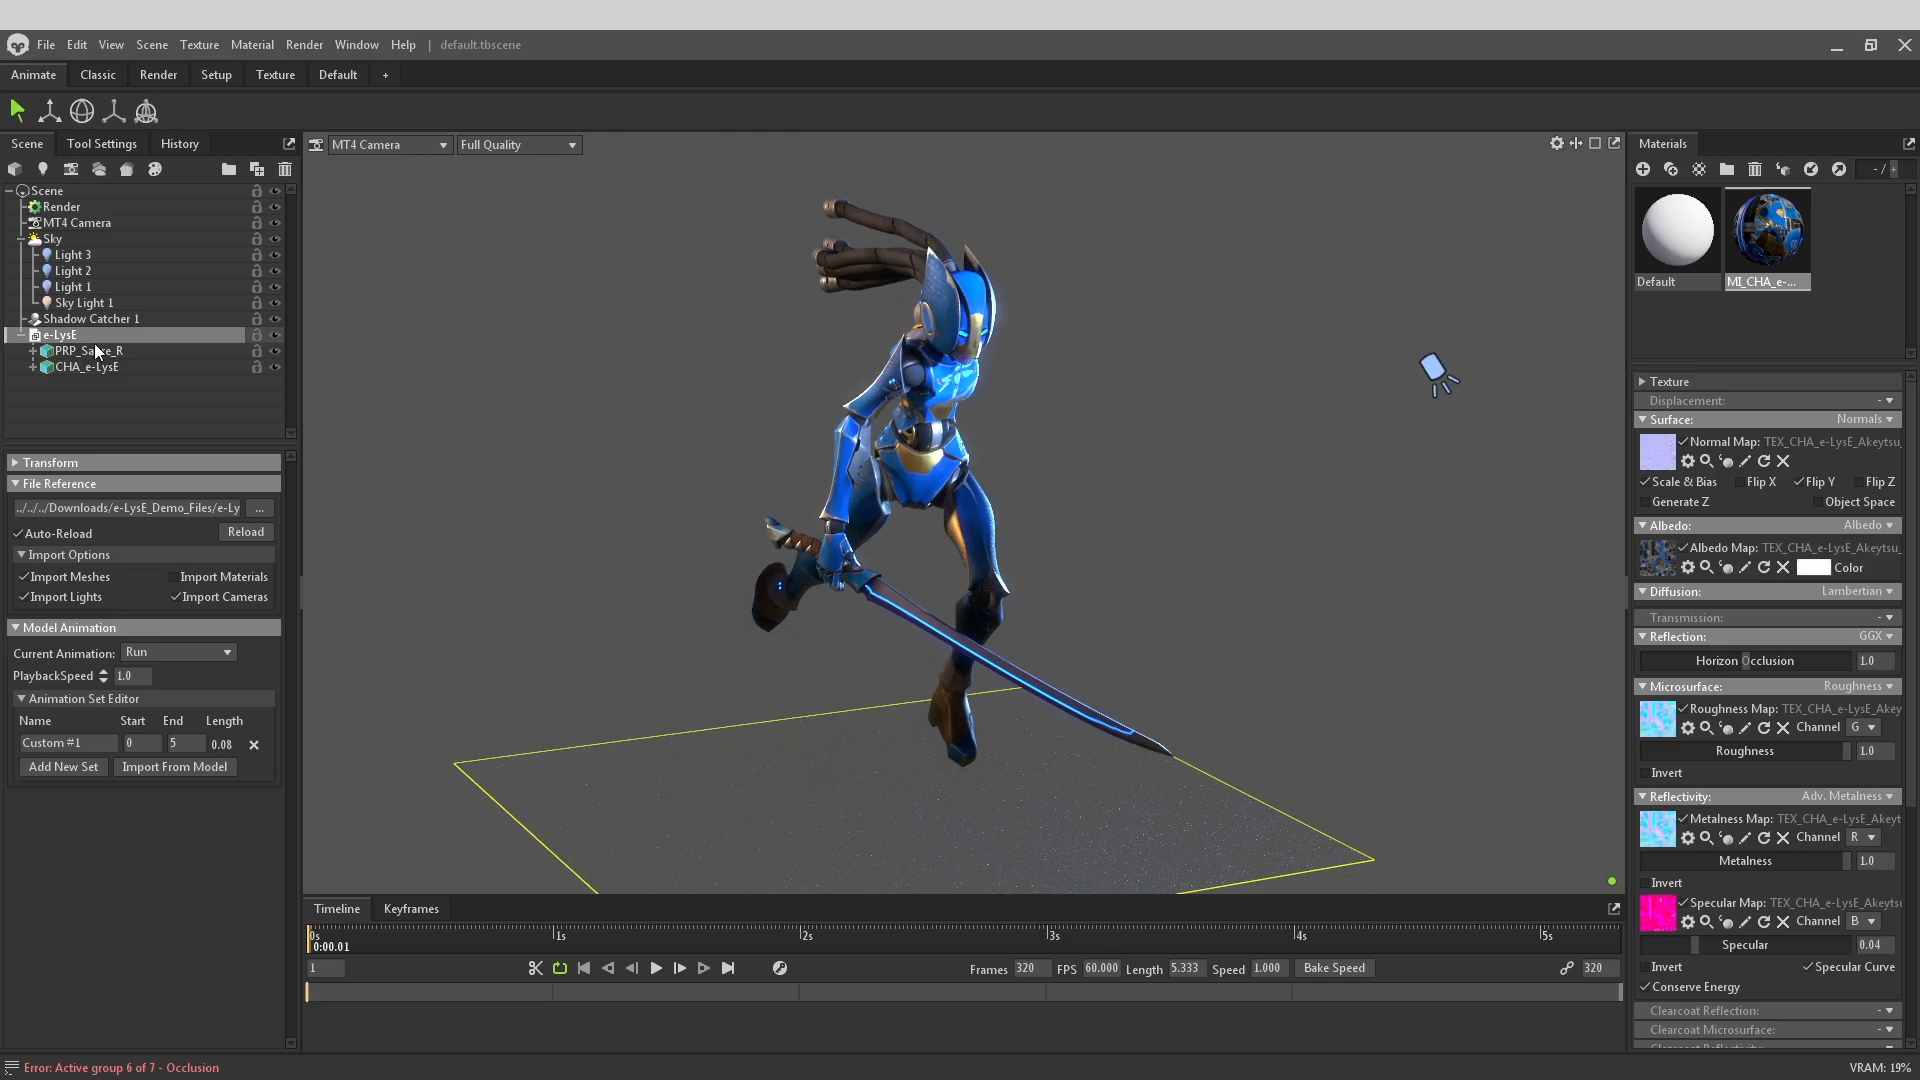 File Edit View Scene Texture Material Render Window Help | default.tbscene
Animate Classic Render Setup Texture Default +
Scene Tool Settings History
MT4 Camera Full Quality
Materials
- /
Scene
Render
MT4 Camera
Sky
Light 3
Light 2
Light 1
Sky Light 1
Shadow Catcher 1
e-LysE
CHA_e-LysE
Default MI_CHA_e-...
Transform
File Reference
../../../Downloads/e-LysE_Demo_Files/e-Ly ...
Auto-Reload Reload
Import Options
Import Meshes Import Materials
Import Lights Import Cameras
Model Animation
Current Animation: Run
PlaybackSpeed 1.0
Animation Set Editor
Name Start End Length
Custom #1 0 5 0.08
Add New Set Import From Model
Texture
Displacement: -
Surface: Normals
Normal Map: TEX_CHA_e-LysE_Akeytsu_
Scale & Bias Flip X Flip Y Flip Z
Generate Z Object Space
Albedo: Albedo
Albedo Map: TEX_CHA_e-LysE_Akeytsu_
Color
Diffusion: Lambertian
Transmission: -
Reflection: GGX
Horizon Occlusion 1.0
Microsurface: Roughness
Roughness Map: TEX_CHA_e-LysE_Akey
Channel G
Roughness 1.0
Invert
Reflectivity: Adv. Metalness
Metalness Map: TEX_CHA_e-LysE_Akeyt
Channel R
Metalness 1.0
Invert
Specular Map: TEX_CHA_e-LysE_Akeytsu
Channel B
Specular 0.04
Invert Specular Curve
Conserve Energy
Clearcoat Reflection: -
Clearcoat Microsurface: -
Timeline Keyframes
0s 1s 2s 3s 4s 5s
0:00.01
1 Frames 320 FPS 60.000 Length 5.333 Speed 1.000 Bake Speed 320
Error: Active group 6 of 7 - Occlusion
VRAM: 19%